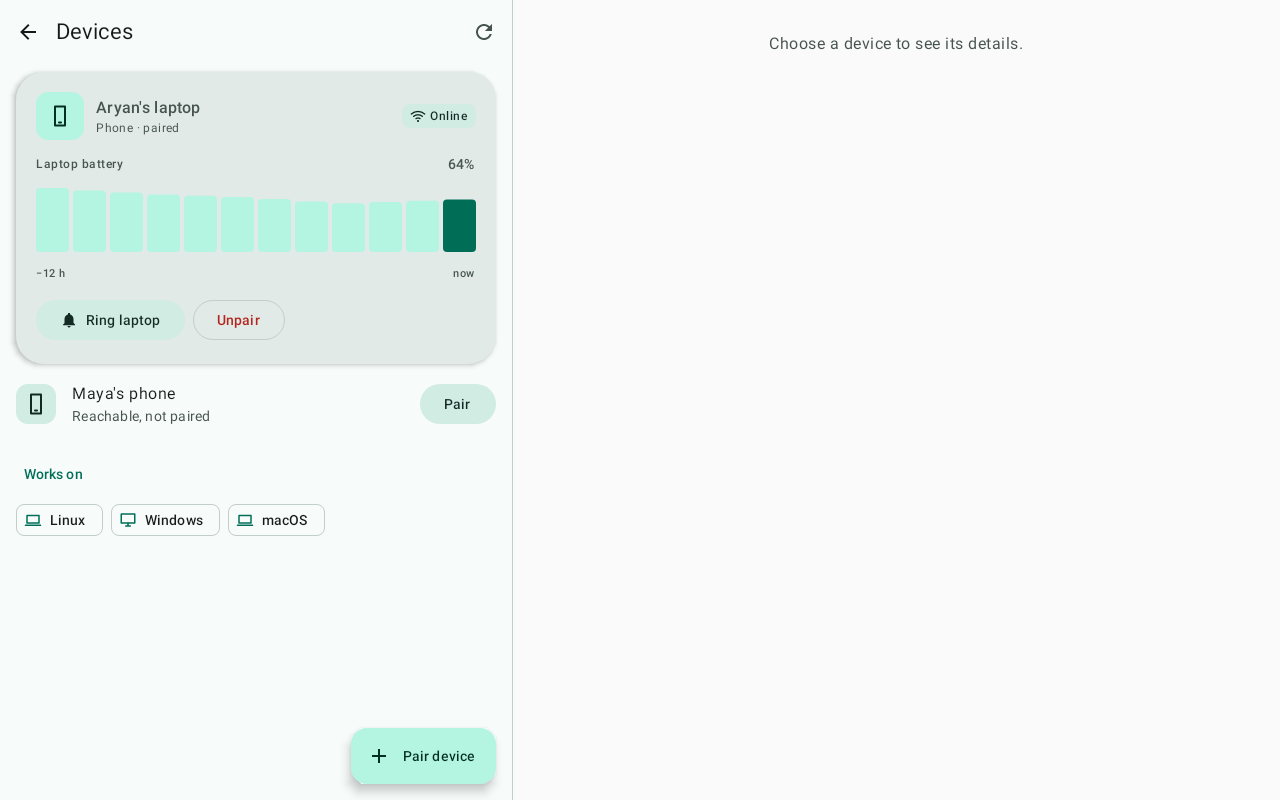 Devices
Choose a device to see its details.
Aryan's laptop
Phone · paired
Online
Laptop battery
64%
−12 h
now
Ring laptop
Unpair
Maya's phone
Reachable, not paired
Pair
Works on
Linux
Windows
macOS
Pair device